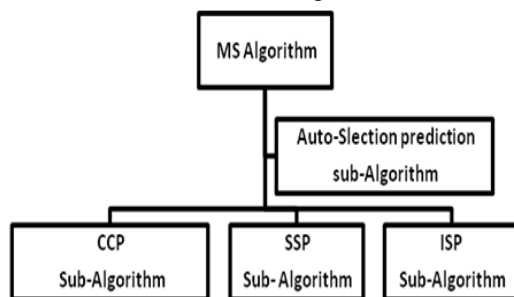 MS Algorithm
Auto-Slection prediction
sub-Algorithm
CCP
Sub-Algorithm
SSP
Sub- Algorithm
ISP
Sub-Algorithm